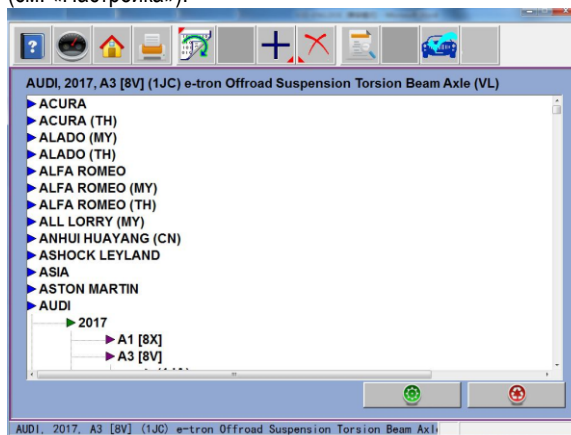 (см. «Настройка»).
AUDI, 2017, A3 [8V] (1JC) e-tron Offroad Suspension Torsion Beam Axle (VL)
ACURA
ACURA (TH)
ALADO (MY)
ALADO (TH)
ALFA ROMEO
ALFA ROMEO (MY)
ALFA ROMEO (TH)
ALL LORRY (MY)
ANHUI HUAYANG (CN)
ASHOCK LEYLAND
ASIA
ASTON MARTIN
AUDI
2017
A1 [8X]
A3 [8V]
AUDI, 2017, A3 [8V] (1JC) e-tron Offroad Suspension Torsion Beam Axl